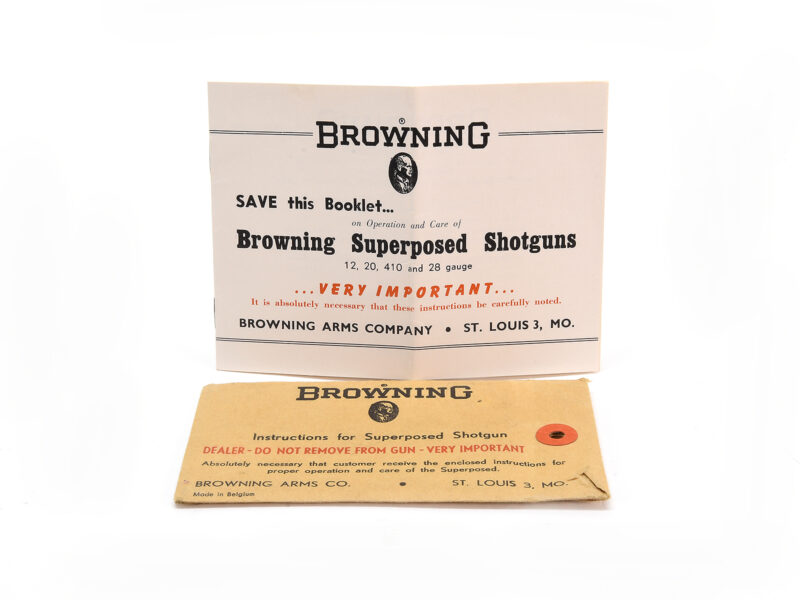 BROWNING ®
SAVE this Booklet...
on Operation and Care of
Browning Superposed Shotguns
12, 20, 410 and 28 gauge
...VERY IMPORTANT...
It is absolutely necessary that these instructions be carefully noted.
BROWNING ARMS COMPANY • ST. LOUIS 3, MO.
BROWNING
Instructions for Superposed Shotgun
DEALER - DO NOT REMOVE FROM GUN - VERY IMPORTANT
Absolutely necessary that customer receive the enclosed instructions for
proper operation and care of the Superposed.
BROWNING ARMS CO. • ST. LOUIS 3, MO.
Made in Belgium